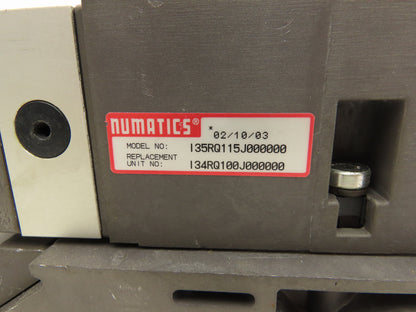 NUMATICS®
* 02/10/03
MODEL NO: I35RQ115J000000
REPLACEMENT
UNIT NO: I34RQ100J000000